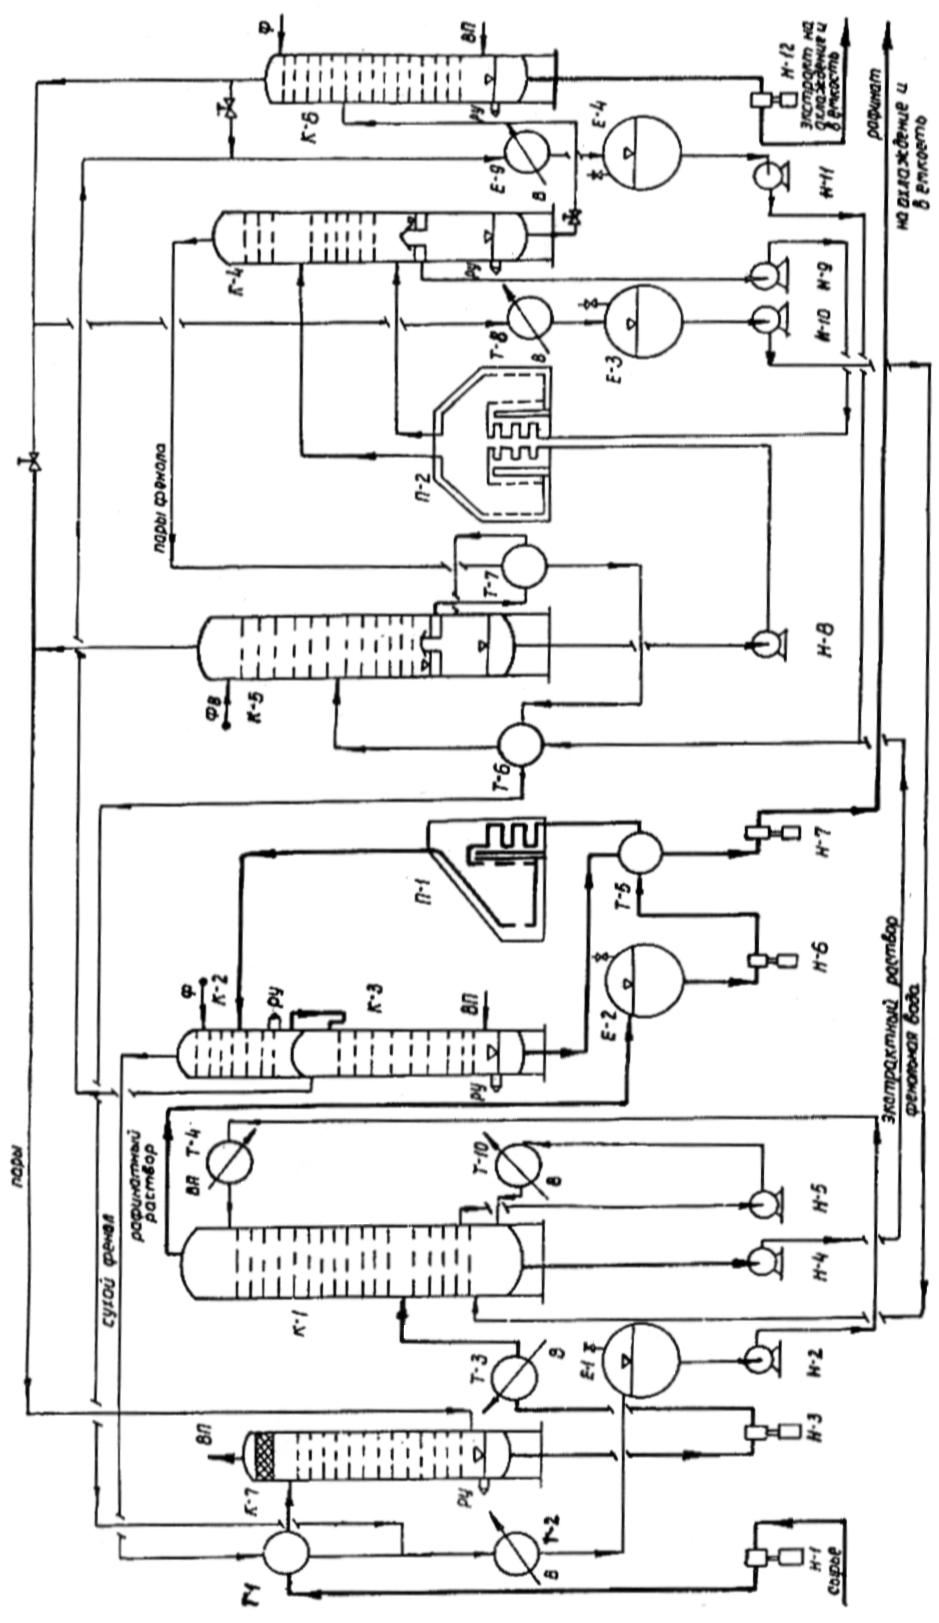 пары
сухой фенол
рафинатный
раствор
пары фенола
ВП
К-7
РУ
Т1
Т-2
В
Н-1
сырье
Т-3
В
Н-3
К-1
Е-1
Н-2
ВП
Т-4
Т-10
В
Н-4
Н-5
Ф
К-2
РУ
К-3
ВП
РУ
Е-2
Н-6
П-1
Т-5
Н-7
ФВ
К-5
Т-6
Т-7
Н-8
П-2
К-4
РУ
Т-8
В
Е-3
Н-10
Н-9
Ф
К-6
ВП
РУ
Е-9
В
Е-4
Н-11
Н-12
экстракт на
охлаждение и
в емкость
рафинат
на охлаждение и
в емкость
экстрактный раствор
фенольная вода